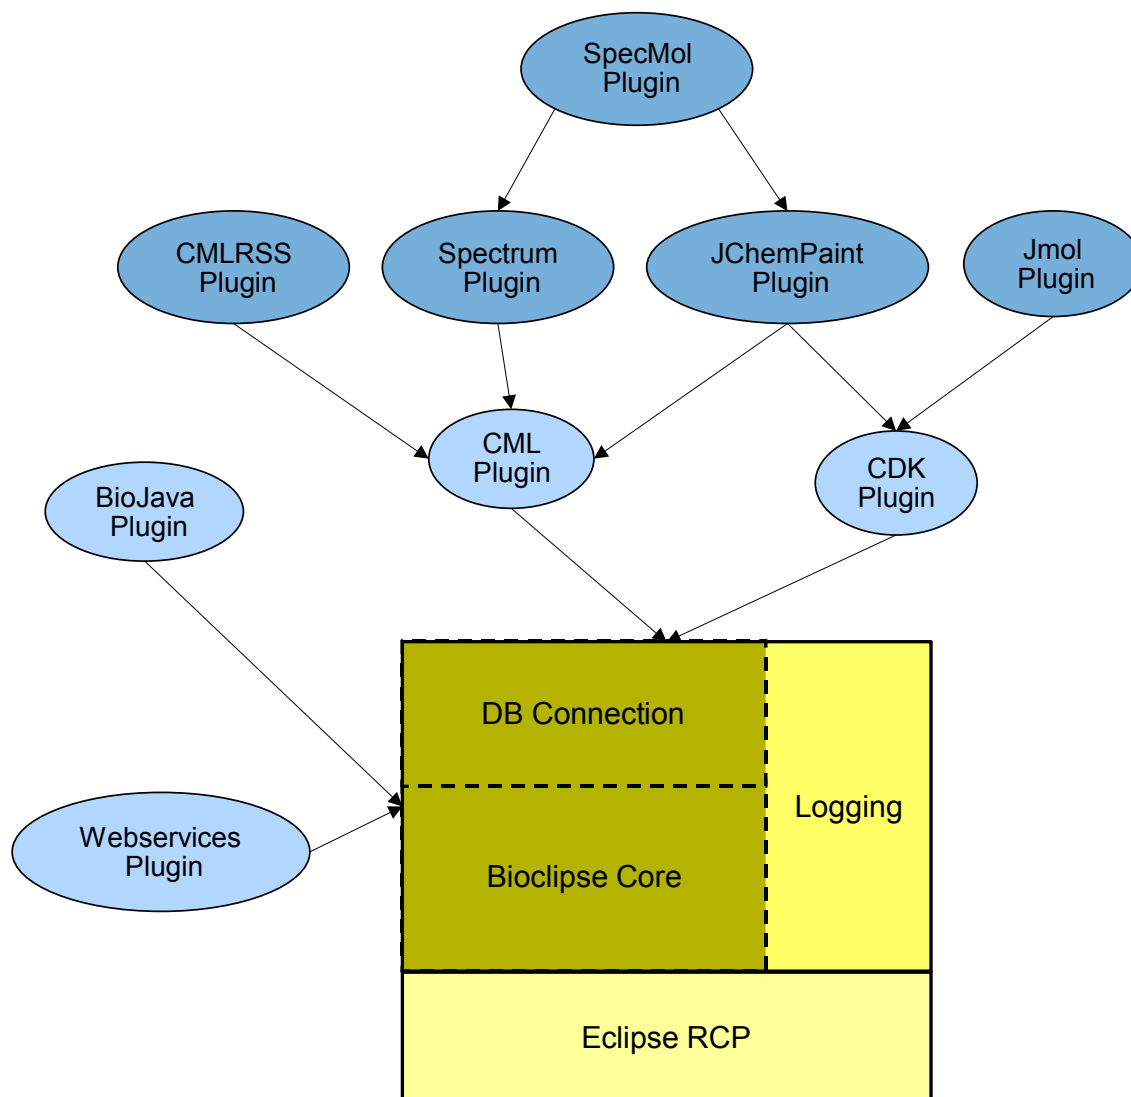 SpecMol
Plugin
CMLRSS
Plugin
Spectrum
Plugin
JChemPaint
Plugin
Jmol
Plugin
CML
Plugin
CDK
Plugin
BioJava
Plugin
DB Connection
Logging
Webservices
Plugin
Bioclipse Core
Eclipse RCP